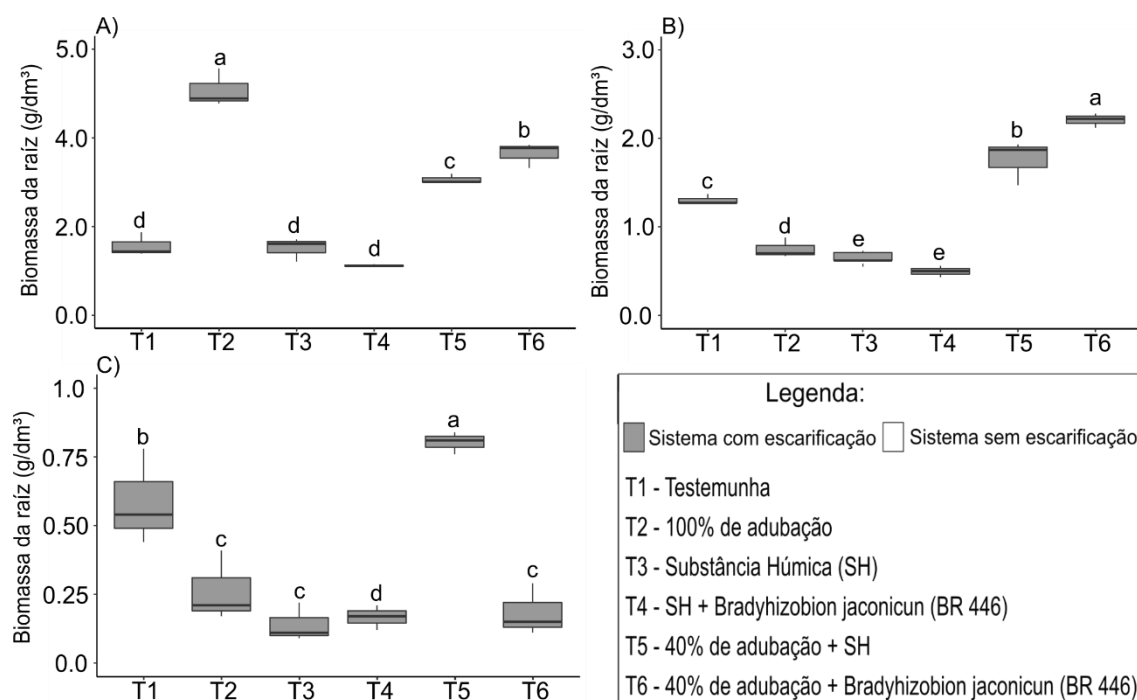 A)
Biomassa da raíz (g/dm³)
5.0
4.0
2.0
0.0
d
a
d
d
c
b
T1 T2 T3 T4 T5 T6
B)
Biomassa da raíz (g/dm³)
3.0
2.0
1.0
0.0
c
d
e
e
b
a
T1 T2 T3 T4 T5 T6
C)
Biomassa da raíz (g/dm³)
1.0
0.75
0.50
0.25
0.0
b
c
c
d
a
c
T1 T2 T3 T4 T5 T6
Legenda:
Sistema com escarificação Sistema sem escarificação
T1 - Testemunha
T2 - 100% de adubação
T3 - Substância Húmica (SH)
T4 - SH + Bradyhizobion jaconicun (BR 446)
T5 - 40% de adubação + SH
T6 - 40% de adubação + Bradyhizobion jaconicun (BR 446)